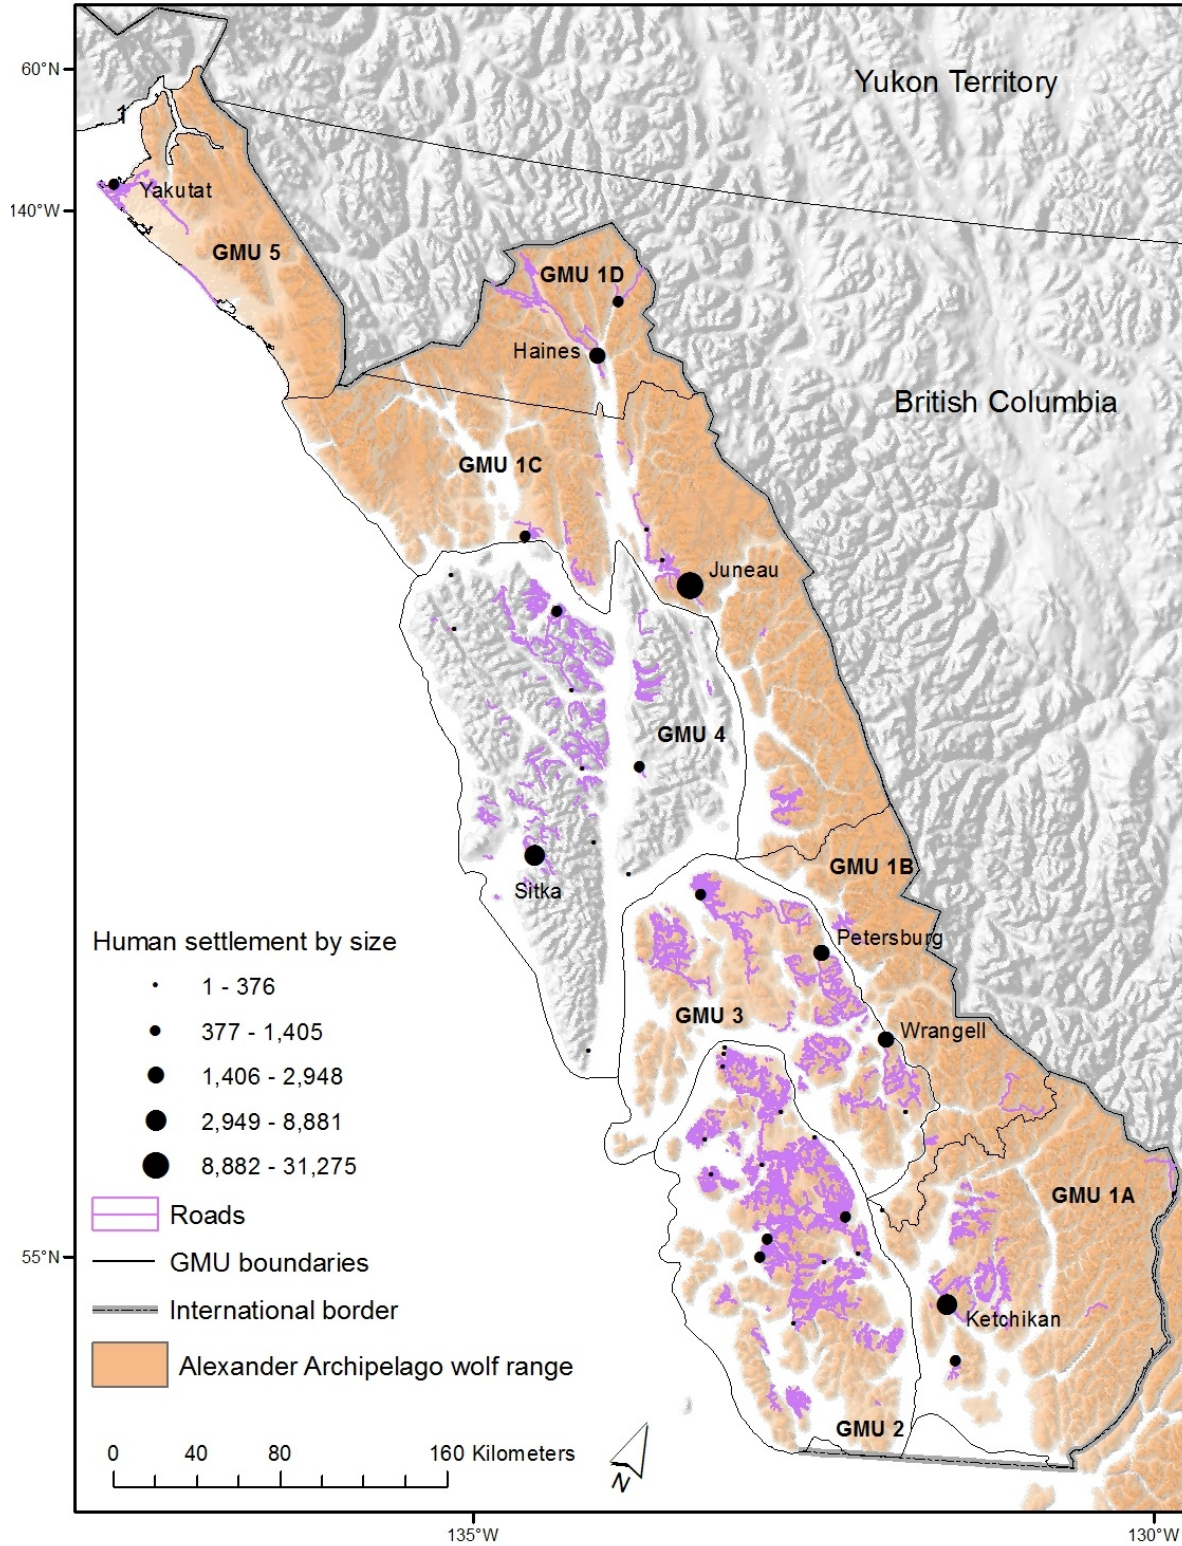 60°N
Yukon Territory
1
Yakutat
140°W
GMU 5
GMU 1D
Haines
British Columbia
GMU 1C
Juneau
GMU 4
GMU 1B
Sitka
Petersburg
GMU 3
Wrangell
GMU 1A
55°N
Ketchikan
GMU 2
Human settlement by size
1 - 376
377 - 1,405
1,406 - 2,948
2,949 - 8,881
8,882 - 31,275
Roads
GMU boundaries
International border
Alexander Archipelago wolf range
0 40 80 160 Kilometers
N
135°W
130°W